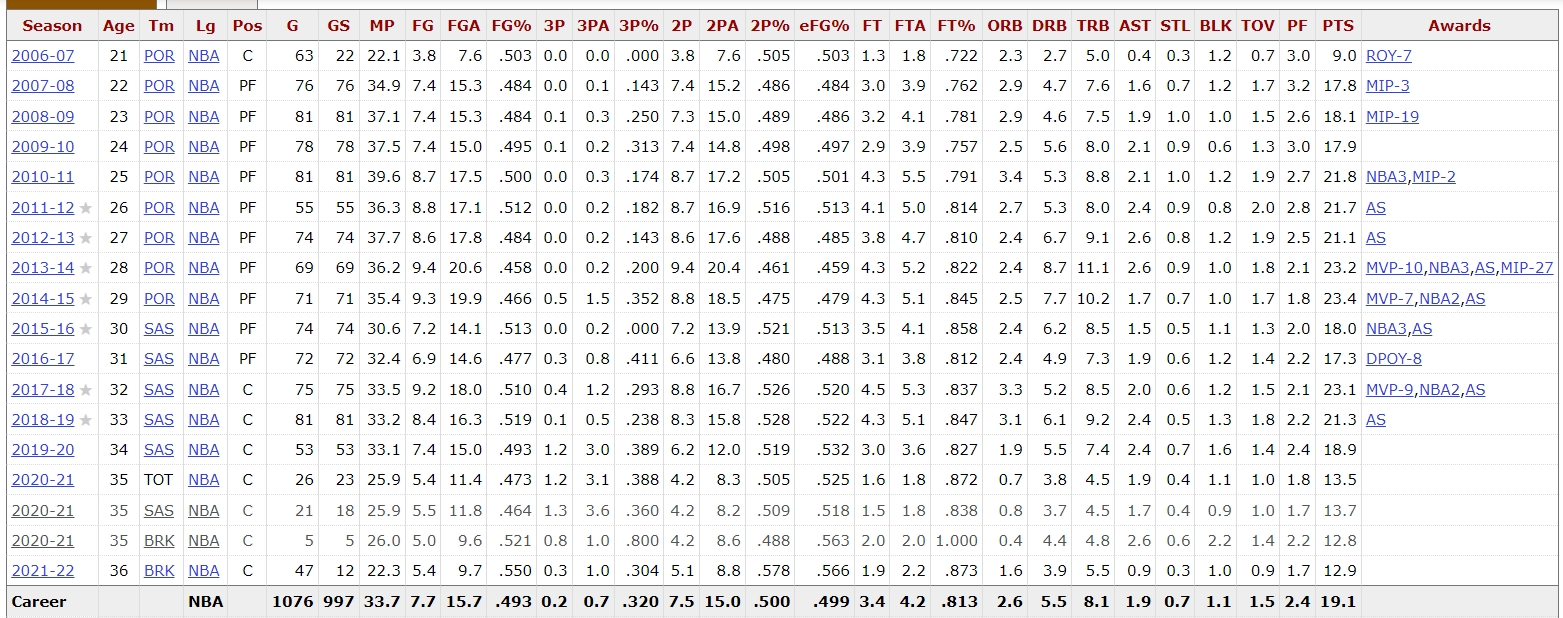 Season Age Tm Lg Pos G GS MP FG FGA FG% 3P 3PA 3P% 2P 2PA 2P% eFG% FT FTA FT% ORB DRB TRB AST STL BLK TOV PF PTS Awards
2006-07 21 POR NBA C 63 22 22.1 3.8 7.6 .503 0.0 0.0 .000 3.8 7.6 .505 .503 1.3 1.8 .722 2.3 2.7 5.0 0.4 0.3 1.2 0.7 3.0 9.0 ROY-7
2007-08 22 POR NBA PF 76 76 34.9 7.4 15.3 .484 0.0 0.1 .143 7.4 15.2 .486 .484 3.0 3.9 .762 2.9 4.7 7.6 1.6 0.7 1.2 1.7 3.2 17.8 MIP-3
2008-09 23 POR NBA PF 81 81 37.1 7.4 15.3 .484 0.1 0.3 .250 7.3 15.0 .489 .486 3.2 4.1 .781 2.9 4.6 7.5 1.9 1.0 1.0 1.5 2.6 18.1 MIP-19
2009-10 24 POR NBA PF 78 78 37.5 7.4 15.0 .495 0.1 0.2 .313 7.4 14.8 .498 .497 2.9 3.9 .757 2.5 5.6 8.0 2.1 0.9 0.6 1.3 3.0 17.9
2010-11 25 POR NBA PF 81 81 39.6 8.7 17.5 .500 0.0 0.3 .174 8.7 17.2 .505 .501 4.3 5.5 .791 3.4 5.3 8.8 2.1 1.0 1.2 1.9 2.7 21.8 NBA3,MIP-2
2011-12 ★ 26 POR NBA PF 55 55 36.3 8.8 17.1 .512 0.0 0.2 .182 8.7 16.9 .516 .513 4.1 5.0 .814 2.7 5.3 8.0 2.4 0.9 0.8 2.0 2.8 21.7 AS
2012-13 ★ 27 POR NBA PF 74 74 37.7 8.6 17.8 .484 0.0 0.2 .143 8.6 17.6 .488 .485 3.8 4.7 .810 2.4 6.7 9.1 2.6 0.8 1.2 1.9 2.5 21.1 AS
2013-14 ★ 28 POR NBA PF 69 69 36.2 9.4 20.6 .458 0.0 0.2 .200 9.4 20.4 .461 .459 4.3 5.2 .822 2.4 8.7 11.1 2.6 0.9 1.0 1.8 2.1 23.2 MVP-10,NBA3,AS,MIP-27
2014-15 ★ 29 POR NBA PF 71 71 35.4 9.3 19.9 .466 0.5 1.5 .352 8.8 18.5 .475 .479 4.3 5.1 .845 2.5 7.7 10.2 1.7 0.7 1.0 1.7 1.8 23.4 MVP-7,NBA2,AS
2015-16 ★ 30 SAS NBA PF 74 74 30.6 7.2 14.1 .513 0.0 0.2 .000 7.2 13.9 .521 .513 3.5 4.1 .858 2.4 6.2 8.5 1.5 0.5 1.1 1.3 2.0 18.0 NBA3,AS
2016-17 31 SAS NBA PF 72 72 32.4 6.9 14.6 .477 0.3 0.8 .411 6.6 13.8 .480 .488 3.1 3.8 .812 2.4 4.9 7.3 1.9 0.6 1.2 1.4 2.2 17.3 DPOY-8
2017-18 ★ 32 SAS NBA C 75 75 33.5 9.2 18.0 .510 0.4 1.2 .293 8.8 16.7 .526 .520 4.5 5.3 .837 3.3 5.2 8.5 2.0 0.6 1.2 1.5 2.1 23.1 MVP-9,NBA2,AS
2018-19 ★ 33 SAS NBA C 81 81 33.2 8.4 16.3 .519 0.1 0.5 .238 8.3 15.8 .528 .522 4.3 5.1 .847 3.1 6.1 9.2 2.4 0.5 1.3 1.8 2.2 21.3 AS
2019-20 34 SAS NBA C 53 53 33.1 7.4 15.0 .493 1.2 3.0 .389 6.2 12.0 .519 .532 3.0 3.6 .827 1.9 5.5 7.4 2.4 0.7 1.6 1.4 2.4 18.9
2020-21 35 TOT NBA C 26 23 25.9 5.4 11.4 .473 1.2 3.1 .388 4.2 8.3 .505 .525 1.6 1.8 .872 0.7 3.8 4.5 1.9 0.4 1.1 1.0 1.8 13.5
2020-21 35 SAS NBA C 21 18 25.9 5.5 11.8 .464 1.3 3.6 .360 4.2 8.2 .509 .518 1.5 1.8 .838 0.8 3.7 4.5 1.7 0.4 0.9 1.0 1.7 13.7
2020-21 35 BRK NBA C 5 5 26.0 5.0 9.6 .521 0.8 1.0 .800 4.2 8.6 .488 .563 2.0 2.0 1.000 0.4 4.4 4.8 2.6 0.6 2.2 1.4 2.2 12.8
2021-22 36 BRK NBA C 47 12 22.3 5.4 9.7 .550 0.3 1.0 .304 5.1 8.8 .578 .566 1.9 2.2 .873 1.6 3.9 5.5 0.9 0.3 1.0 0.9 1.7 12.9
Career NBA 1076 997 33.7 7.7 15.7 .493 0.2 0.7 .320 7.5 15.0 .500 .499 3.4 4.2 .813 2.6 5.5 8.1 1.9 0.7 1.1 1.5 2.4 19.1